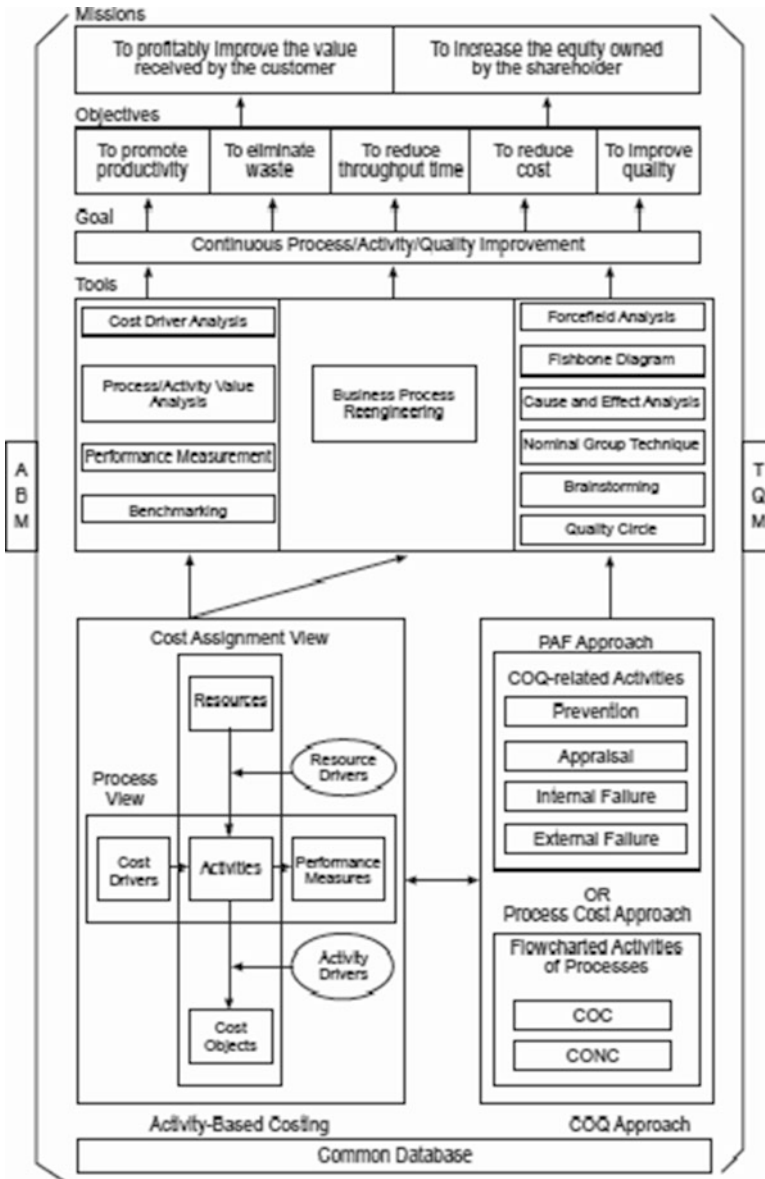 Missions
To profitably improve the value
received by the customer
To increase the equity owned
by the shareholder
Objectives
To promote
productivity
To eliminate
waste
To reduce
throughput time
To reduce
cost
To improve
quality
Goal
Continuous Process/Activity/Quality Improvement
Tools
Cost Driver Analysis
Process/Activity Value
Analysis
Performance Measurement
Benchmarking
Business Process
Reengineering
Forcefield Analysis
Fishbone Diagram
Cause and Effect Analysis
Nominal Group Technique
Brainstorming
Quality Circle
A
B
M
T
Q
M
Cost Assignment View
Resources
Resource
Drivers
Process
View
Cost
Drivers
Activities
Performance
Measures
Activity
Drivers
Cost
Objects
Activity-Based Costing
PAF Approach
COQ-related Activities
Prevention
Appraisal
Internal Failure
External Failure
OR
Process Cost Approach
Flowcharted Activities
of Processes
COC
CONC
COQ Approach
Common Database